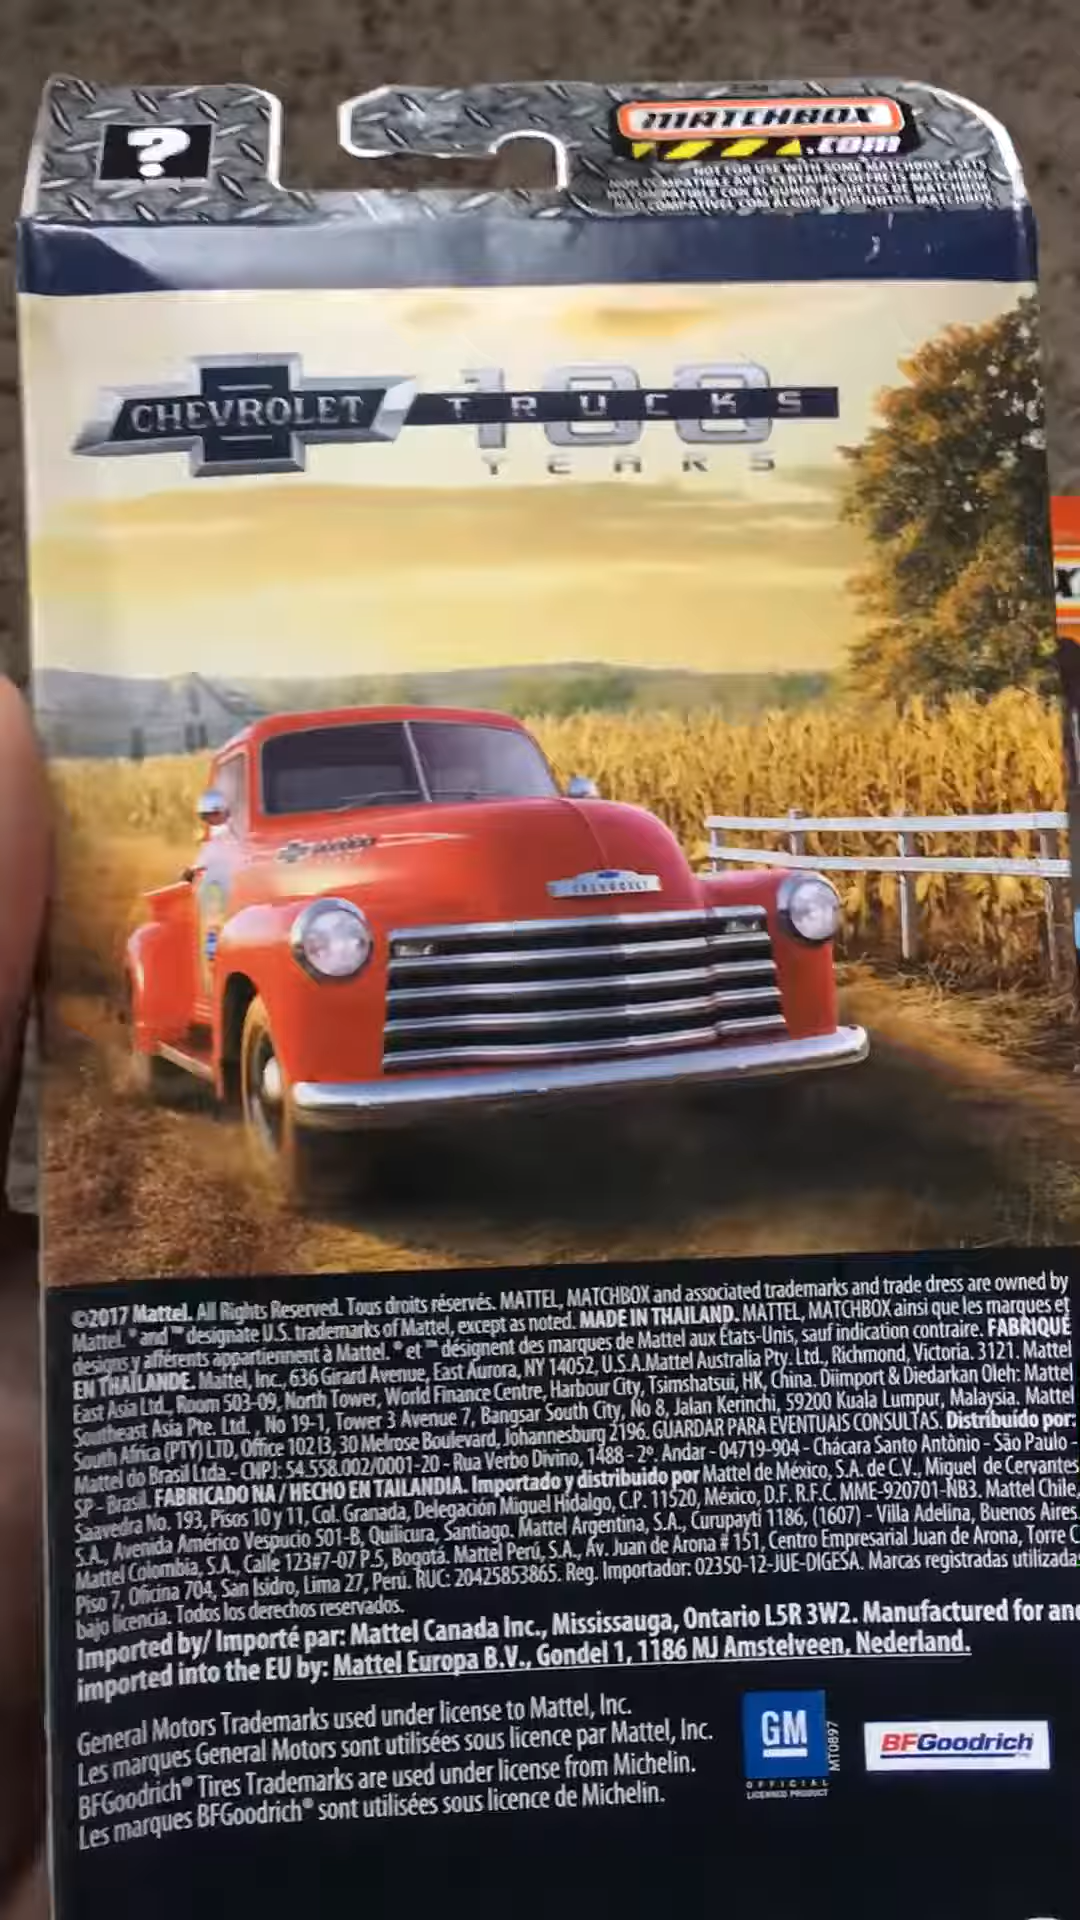 ?
MATCHBOX
.COM
NOT FOR USE WITH SOME MATCHBOX® SETS
NON COMPATIBLE AVEC CERTAINS COFFRETS MATCHBOX
NO COMPATIBLE CON ALGUNOS JUGUETES DE MATCHBOX
NÃO COMPATÍVEL COM ALGUNS CONJUNTOS MATCHBOX
CHEVROLET TRUCKS
100
YEARS
CHEVROLET
©2017 Mattel. All Rights Reserved. Tous droits réservés. MATTEL, MATCHBOX and associated trademarks and trade dress are owned by
Mattel. ® and ™ designate U.S. trademarks of Mattel, except as noted. MADE IN THAILAND. MATTEL, MATCHBOX ainsi que les marques et
designs y afférents appartiennent à Mattel. ® et ™ désignent des marques de Mattel aux États-Unis, sauf indication contraire. FABRIQUÉ
EN THAÏLANDE. Mattel, Inc., 636 Girard Avenue, East Aurora, NY 14052, U.S.A. Mattel Australia Pty. Ltd., Richmond, Victoria. 3121. Mattel
East Asia Ltd., Room 503-09, North Tower, World Finance Centre, Harbour City, Tsimshatsui, HK, China. Diimport & Diedarkan Oleh: Mattel
Southeast Asia Pte. Ltd., No 19-1, Tower 3 Avenue 7, Bangsar South City, No 8, Jalan Kerinchi, 59200 Kuala Lumpur, Malaysia. Mattel
South Africa (PTY) LTD, Office 102 I3, 30 Melrose Boulevard, Johannesburg 2196. GUARDAR PARA EVENTUAIS CONSULTAS. Distribuído por:
Mattel do Brasil Ltda.- CNPJ: 54.558.002/0001-20 - Rua Verbo Divino, 1488 - 2º. Andar - 04719-904 - Chácara Santo Antônio - São Paulo -
SP - Brasil. FABRICADO NA / HECHO EN TAILANDIA. Importado y distribuido por Mattel de México, S.A. de C.V., Miguel de Cervantes
Saavedra No. 193, Pisos 10 y 11, Col. Granada, Delegación Miguel Hidalgo, C.P. 11520, México, D.F. R.F.C. MME-920701-NB3. Mattel Chile,
S.A., Avenida Américo Vespucio 501-B, Quilicura, Santiago. Mattel Argentina, S.A., Curupaytí 1186, (1607) - Villa Adelina, Buenos Aires.
Mattel Colombia, S.A., Calle 123#7-07 P.5, Bogotá. Mattel Perú, S.A., Av. Juan de Arona # 151, Centro Empresarial Juan de Arona, Torre C
Piso 7, Oficina 704, San Isidro, Lima 27, Perú. RUC: 20425853865. Reg. Importador: 02350-12-JUE-DIGESA. Marcas registradas utilizadas
bajo licencia. Todos los derechos reservados.
Imported by/ Importé par: Mattel Canada Inc., Mississauga, Ontario L5R 3W2. Manufactured for and
imported into the EU by: Mattel Europa B.V., Gondel 1, 1186 MJ Amstelveen, Nederland.
General Motors Trademarks used under license to Mattel, Inc.
Les marques General Motors sont utilisées sous licence par Mattel, Inc.
BFGoodrich® Tires Trademarks are used under license from Michelin.
Les marques BFGoodrich® sont utilisées sous licence de Michelin.
GM
OFFICIAL
LICENSED PRODUCT
MT0897
BFGoodrich